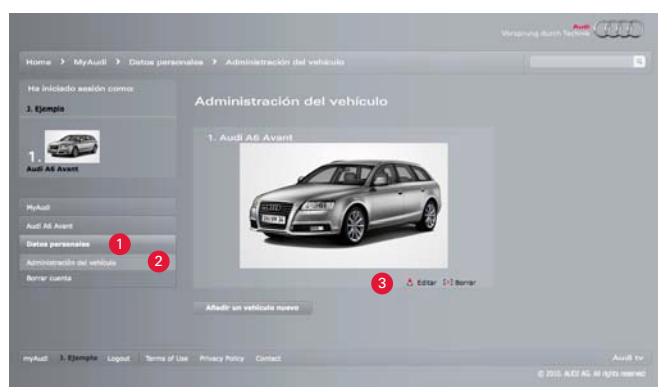 Audi
Vorsprung durch Technik
Home > MyAudi > Datos personales > Administración del vehículo
Ha iniciado sesión como:
J. Ejemplo
1.
Audi A6 Avant
MyAudi
Audi A6 Avant
Datos personales 1
Administración del vehículo 2
Borrar cuenta
Administración del vehículo
1. Audi A6 Avant
3 Editar [×] Borrar
Añadir un vehículo nuevo
myAudi J. Ejemplo Logout Terms of Use Privacy Policy Contact
Audi tv
© 2010. AUDI AG. All rights reserved